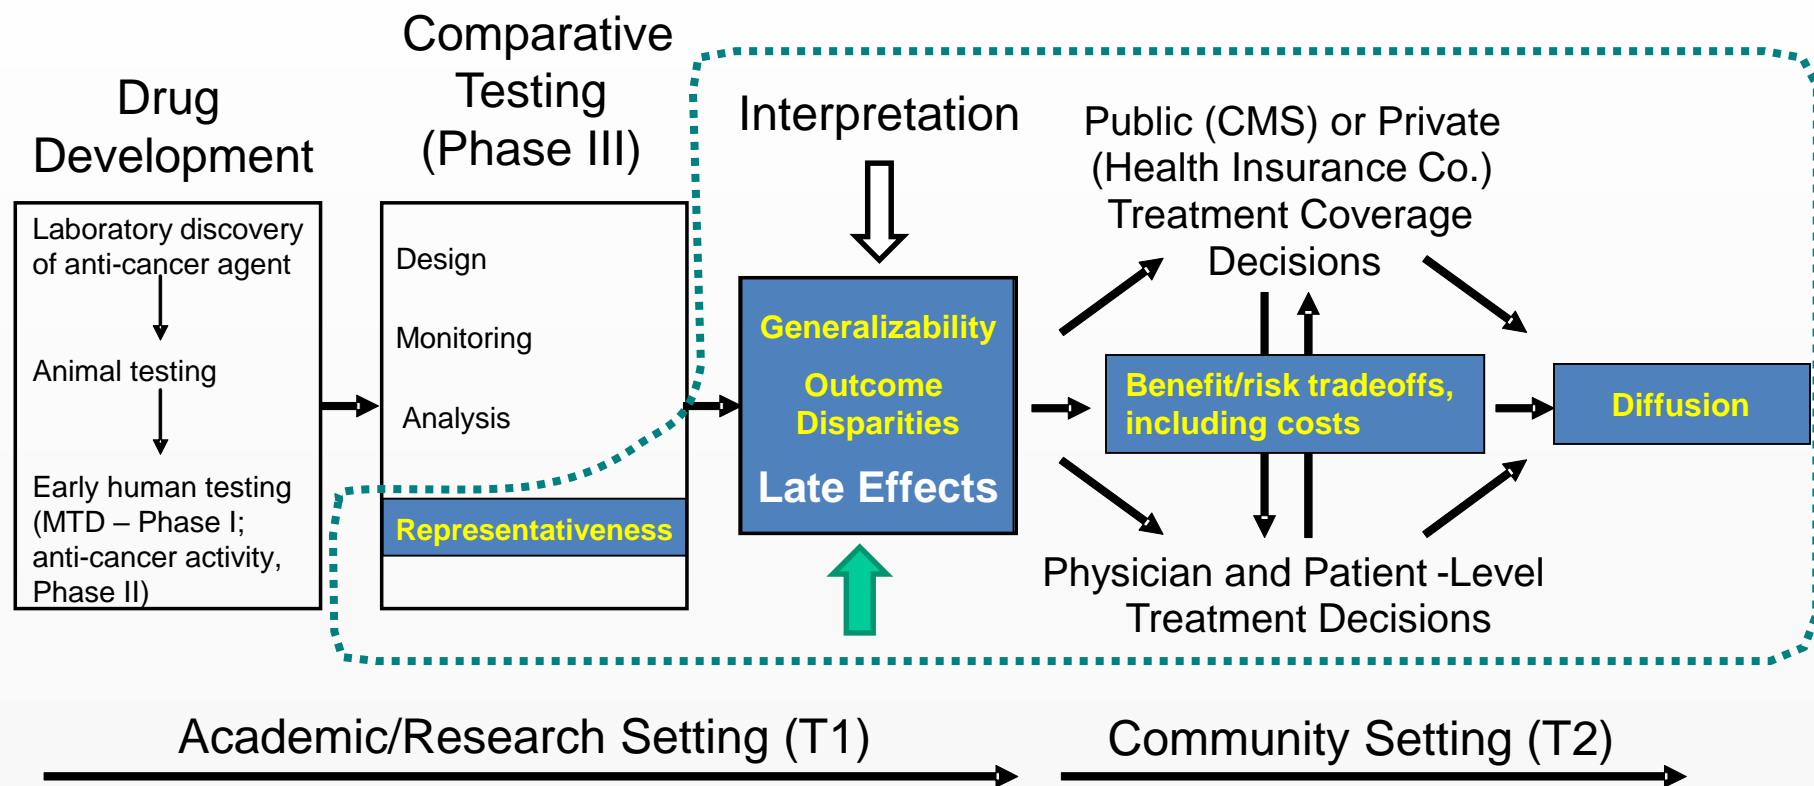 Drug
Development
Laboratory discovery
of anti-cancer agent
Animal testing
Early human testing
(MTD – Phase I;
anti-cancer activity,
Phase II)
Comparative
Testing
(Phase III)
Design
Monitoring
Analysis
Representativeness
Interpretation
Generalizability
Outcome
Disparities
Late Effects
Public (CMS) or Private
(Health Insurance Co.)
Treatment Coverage
Decisions
Benefit/risk tradeoffs,
including costs
Physician and Patient -Level
Treatment Decisions
Diffusion
Academic/Research Setting (T1)
Community Setting (T2)